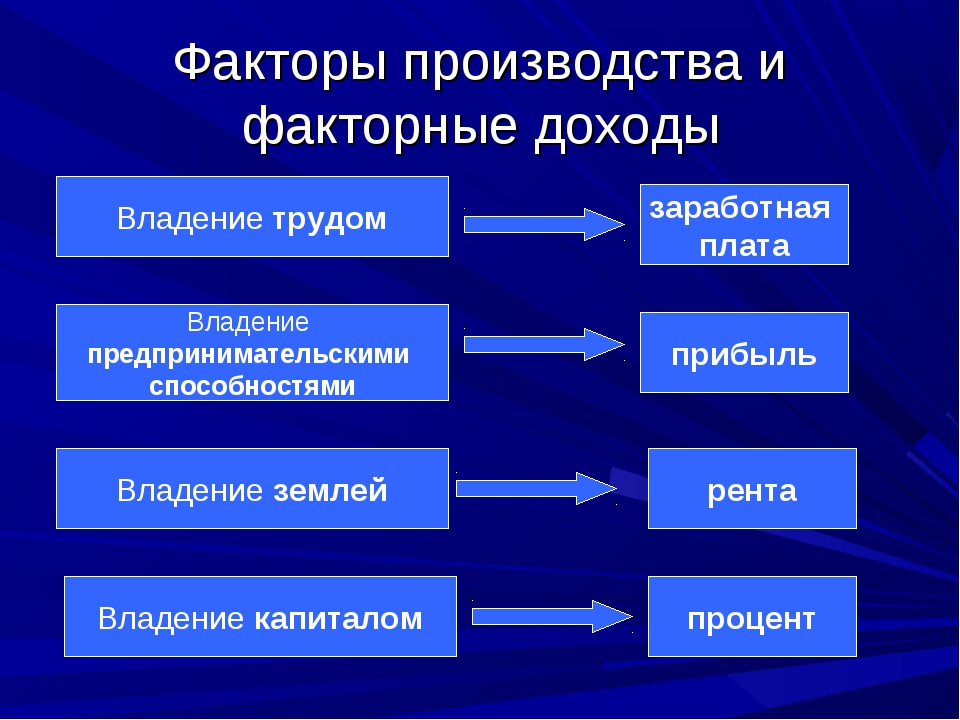 Факторы производства и
факторные доходы
Владение трудом
заработная
плата
Владение
предпринимательскими
способностями
прибыль
Владение землей
рента
Владение капиталом
процент